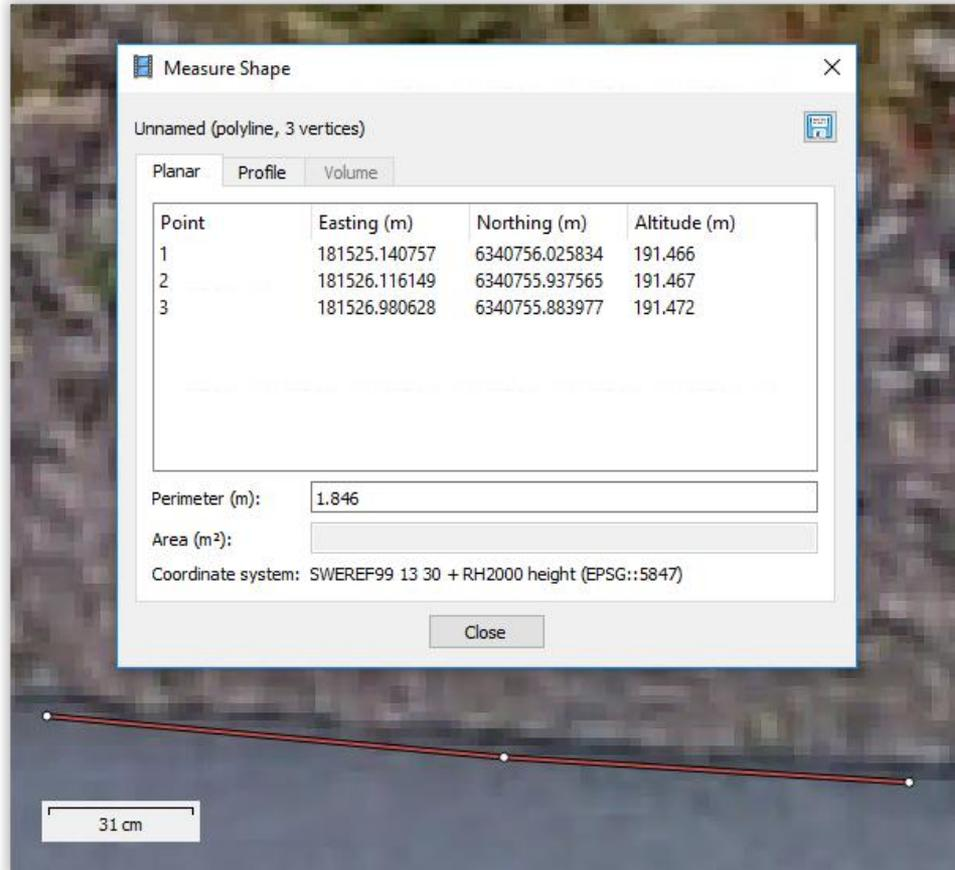 Measure Shape
Unnamed (polyline, 3 vertices)
Planar Profile Volume
Point Easting (m) Northing (m) Altitude (m)
1 181525.140757 6340756.025834 191.466
2 181526.116149 6340755.937565 191.467
3 181526.980628 6340755.883977 191.472
Perimeter (m): 1.846
Area (m²):
Coordinate system: SWEREF99 13 30 + RH2000 height (EPSG::5847)
Close
31 cm